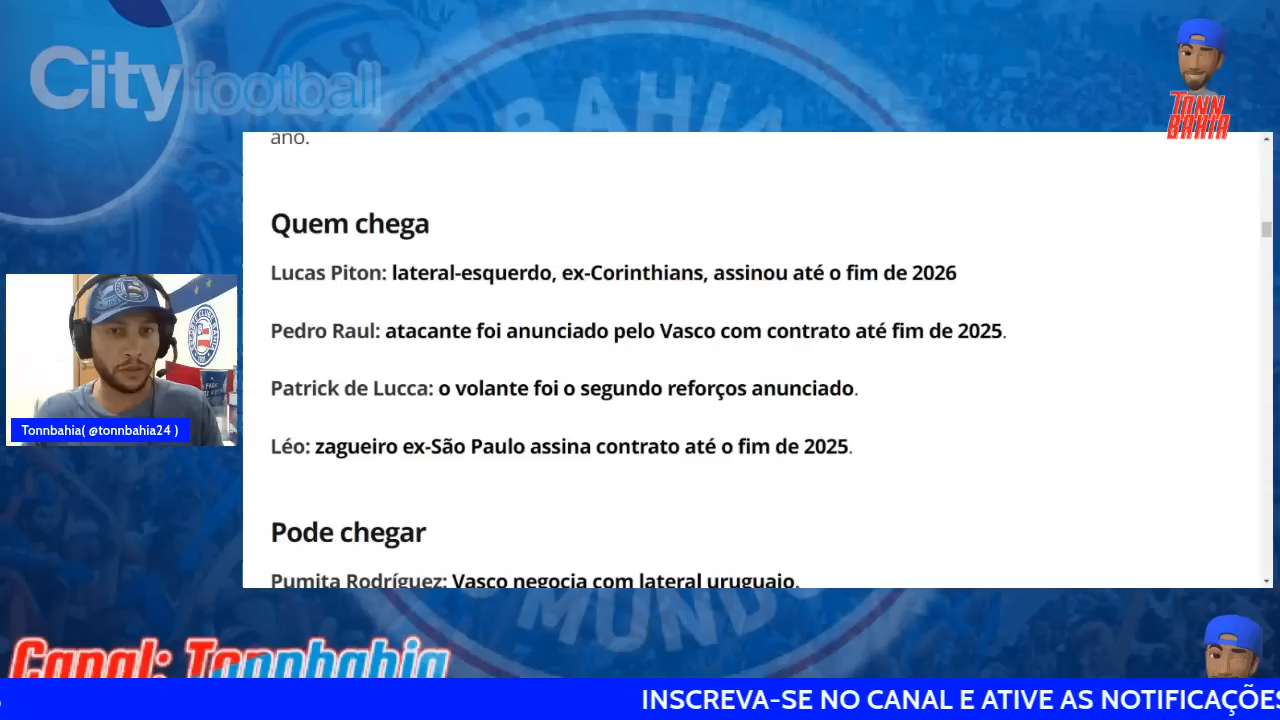 City football
TONN
BAHIA
BAHIA
ano.
Quem chega
Lucas Piton: lateral-esquerdo, ex-Corinthians, assinou até o fim de 2026
Pedro Raul: atacante foi anunciado pelo Vasco com contrato até fim de 2025.
Patrick de Lucca: o volante foi o segundo reforços anunciado.
Léo: zagueiro ex-São Paulo assina contrato até o fim de 2025.
Tonnbahia( @tonnbahia24 )
Pode chegar
Pumita Rodríguez: Vasco negocia com lateral uruguaio.
MUNDO
Canal: Tonnbahia
INSCREVA-SE NO CANAL E ATIVE AS NOTIFICAÇÕES